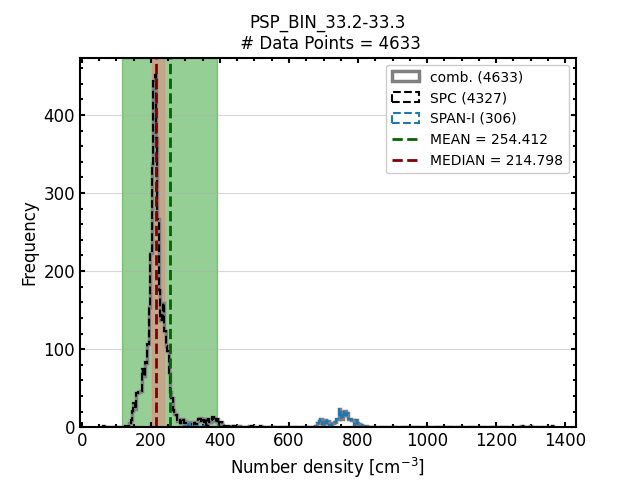 PSP_BIN_33.2-33.3
# Data Points = 4633
comb. (4633)
SPC (4327)
SPAN-I (306)
MEAN = 254.412
MEDIAN = 214.798
Frequency
400
300
200
100
0
0 200 400 600 800 1000 1200 1400
Number density [cm⁻³]